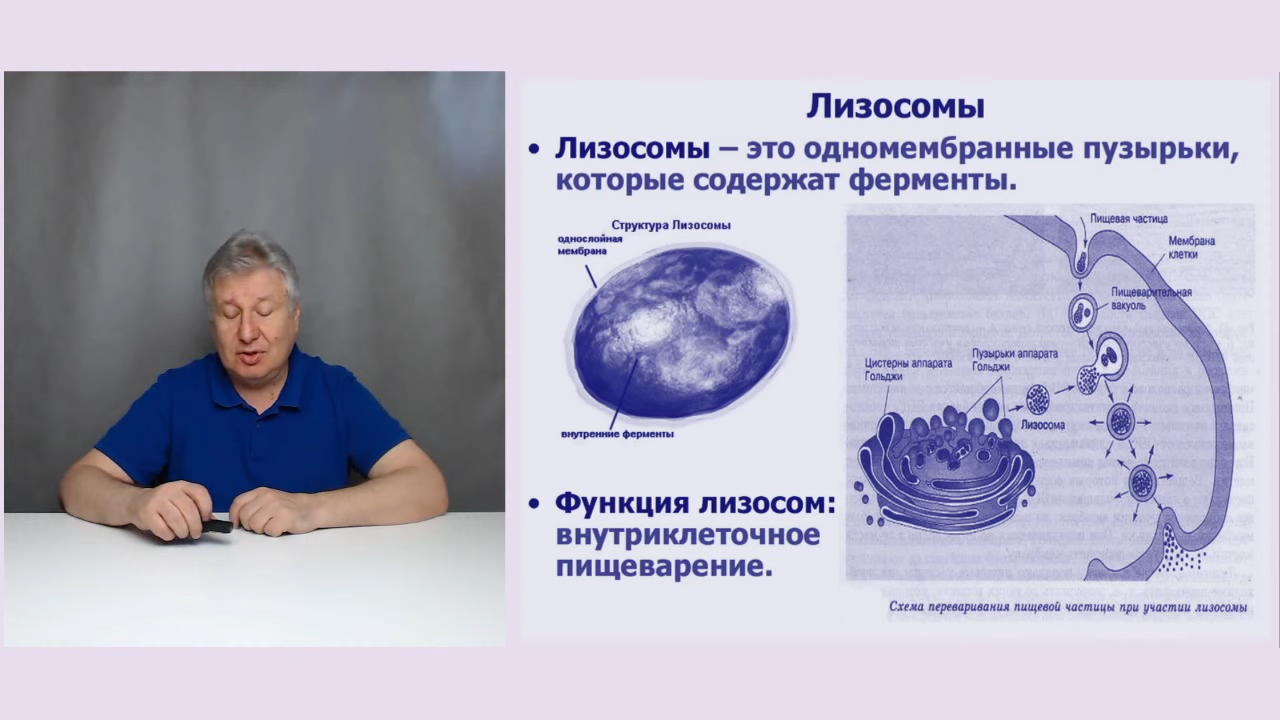 Лизосомы
• Лизосомы – это одномембранные пузырьки,
которые содержат ферменты.
Структура Лизосомы
однослойная
мембрана
внутренние ферменты
Пищевая частица
Мембрана
клетки
Пищеварительная
вакуоль
Цистерны аппарата
Гольджи
Пузырьки аппарата
Гольджи
Лизосома
• Функция лизосом:
внутриклеточное
пищеварение.
Схема переваривания пищевой частицы при участии лизосомы